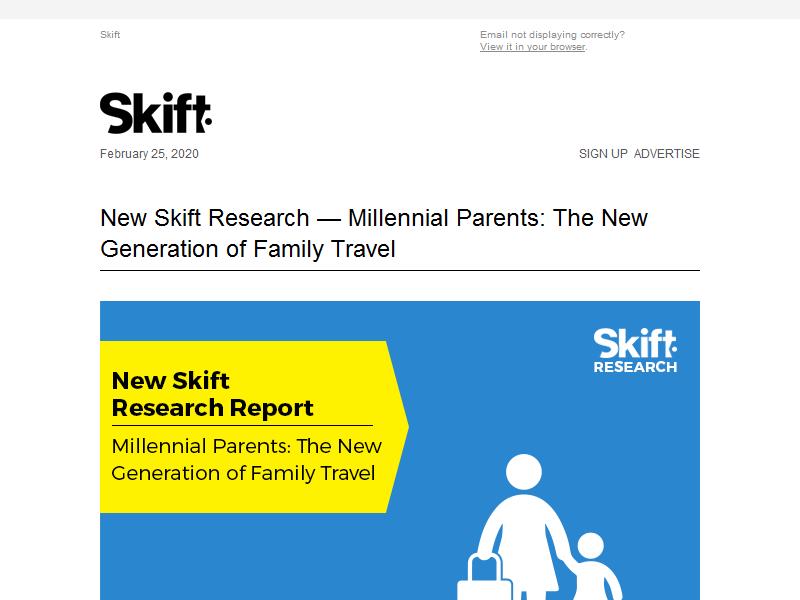 Skift
Email not displaying correctly?
View it in your browser.
Skift
February 25, 2020
SIGN UP ADVERTISE
New Skift Research — Millennial Parents: The New
Generation of Family Travel
Skift
RESEARCH
New Skift
Research Report
Millennial Parents: The New
Generation of Family Travel